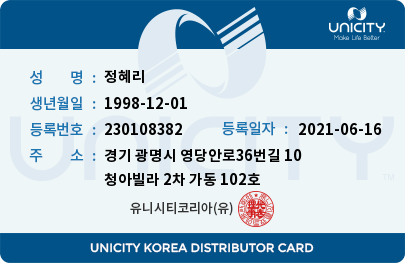 UNICITY
Make Life Better
성 명 : 정혜리
생년월일 : 1998-12-01
등록번호 : 230108382 등록일자 : 2021-06-16
주 소 : 경기 광명시 영당안로36번길 10
청아빌라 2차 가동 102호
UNICITY
유니시티코리아(유)
UNICITY KOREA DISTRIBUTOR CARD